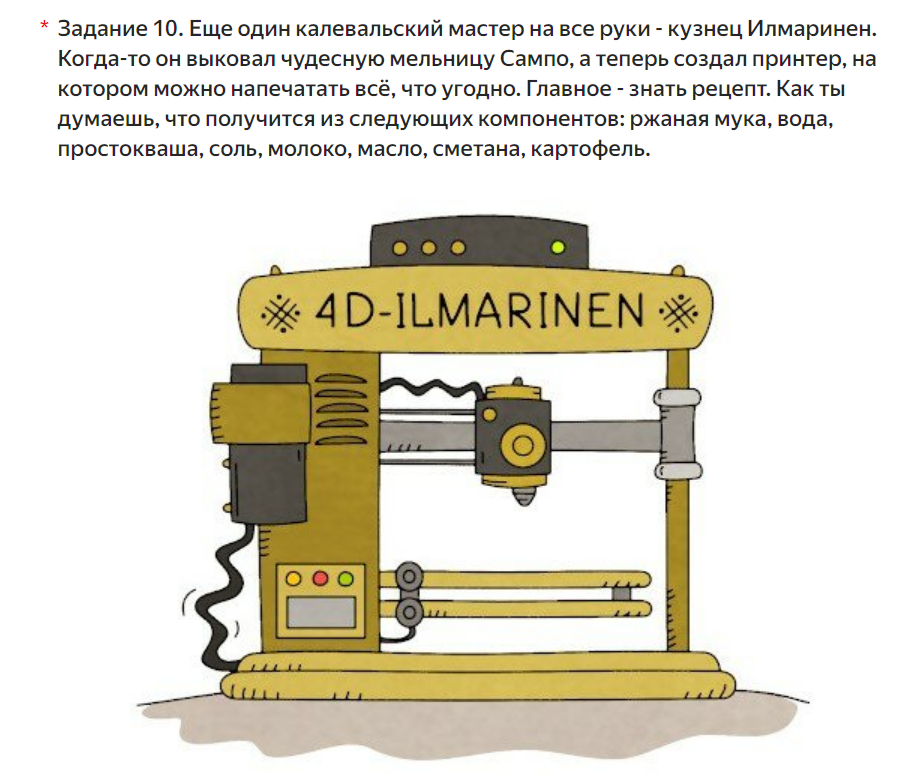 * Задание 10. Еще один калевальский мастер на все руки - кузнец Илмаринен.
Когда-то он выковал чудесную мельницу Сампо, а теперь создал принтер, на
котором можно напечатать всё, что угодно. Главное - знать рецепт. Как ты
думаешь, что получится из следующих компонентов: ржаная мука, вода,
простокваша, соль, молоко, масло, сметана, картофель.
4D-ILMARINEN